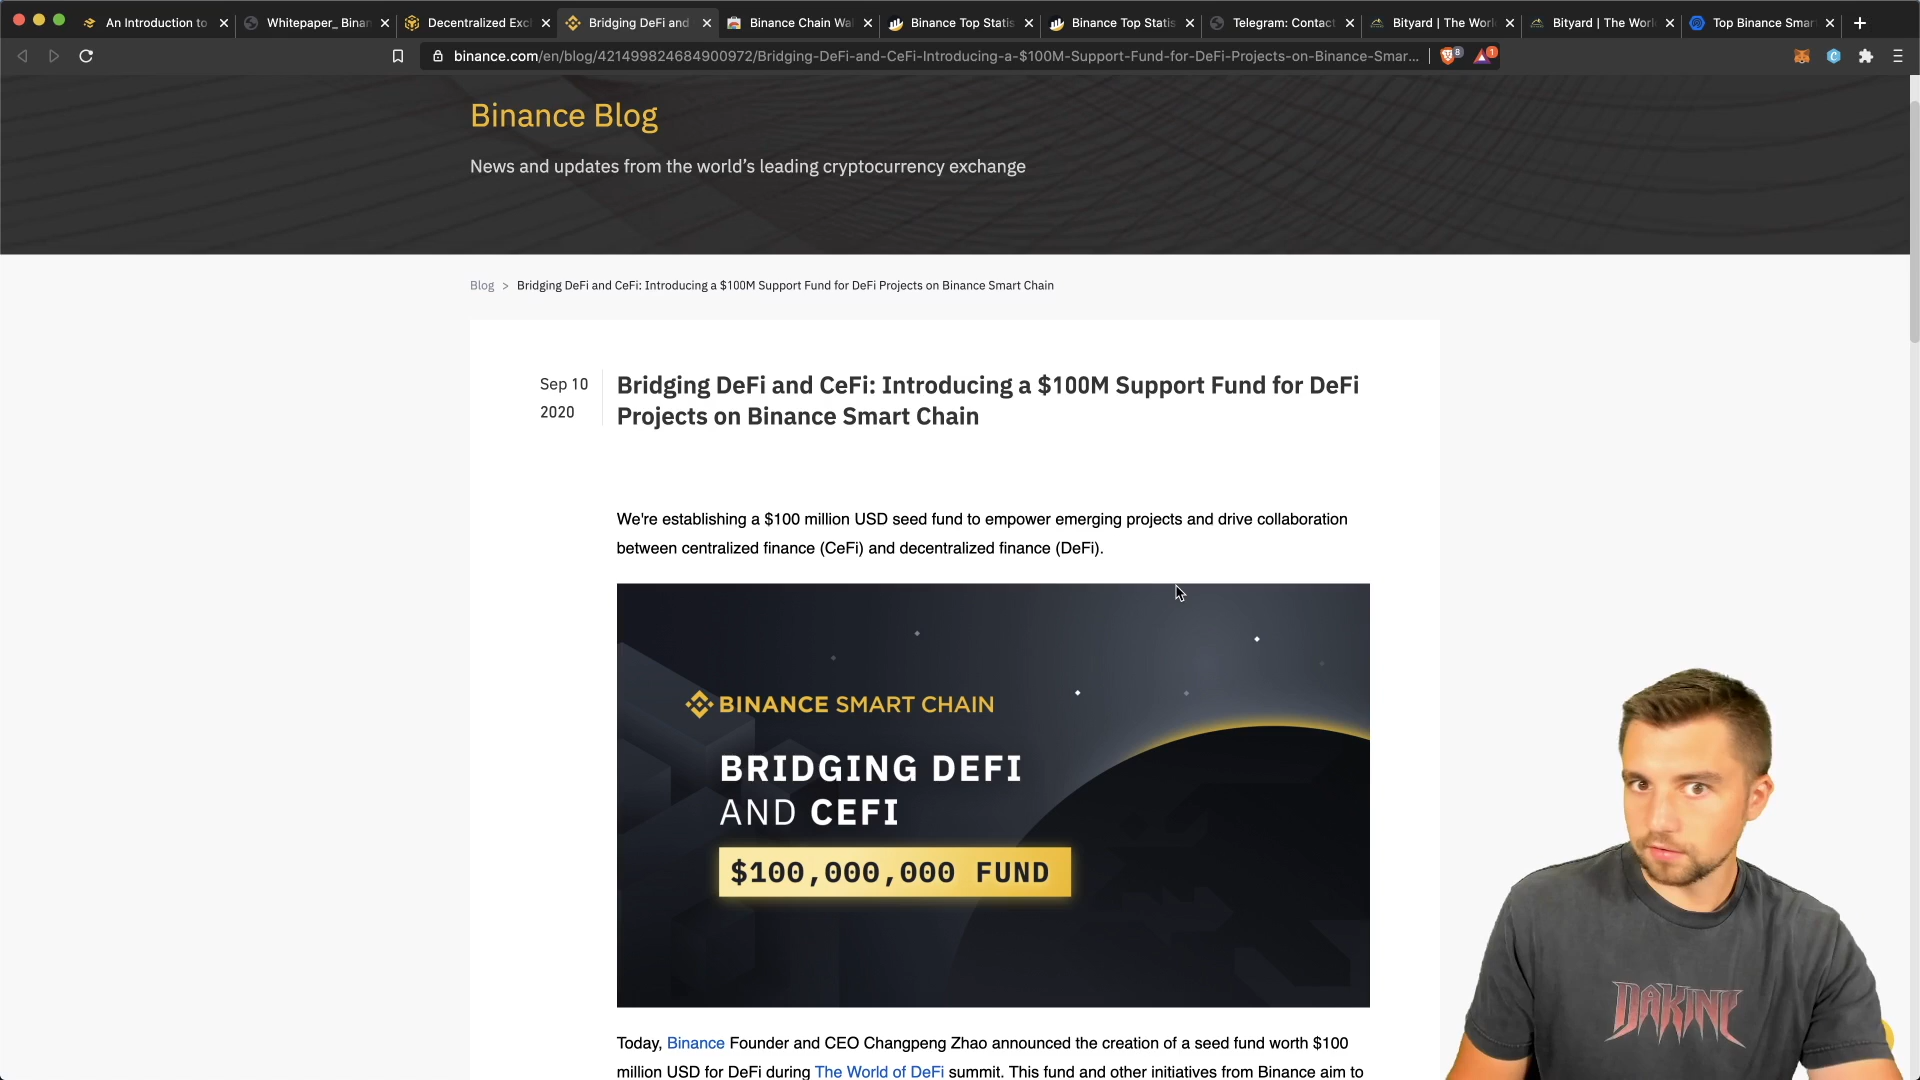 An Introduction to
Whitepaper_ Binan
Decentralized Exc
Bridging DeFi and
Binance Chain Wal
Binance Top Statis
Binance Top Statis
Telegram: Contact
Bityard | The Worl
Bityard | The Worl
Top Binance Smar
binance.com/en/blog/421499824684900972/Bridging-DeFi-and-CeFi-Introducing-a-$100M-Support-Fund-for-DeFi-Projects-on-Binance-Smar...
8
1
Binance Blog
News and updates from the world's leading cryptocurrency exchange
Blog > Bridging DeFi and CeFi: Introducing a $100M Support Fund for DeFi Projects on Binance Smart Chain
Sep 10
2020
Bridging DeFi and CeFi: Introducing a $100M Support Fund for DeFi
Projects on Binance Smart Chain
We're establishing a $100 million USD seed fund to empower emerging projects and drive collaboration
between centralized finance (CeFi) and decentralized finance (DeFi).
BINANCE SMART CHAIN
BRIDGING DEFI
AND CEFI
$100,000,000 FUND
Today, Binance Founder and CEO Changpeng Zhao announced the creation of a seed fund worth $100
million USD for DeFi during The World of DeFi summit. This fund and other initiatives from Binance aim to
DAKINE